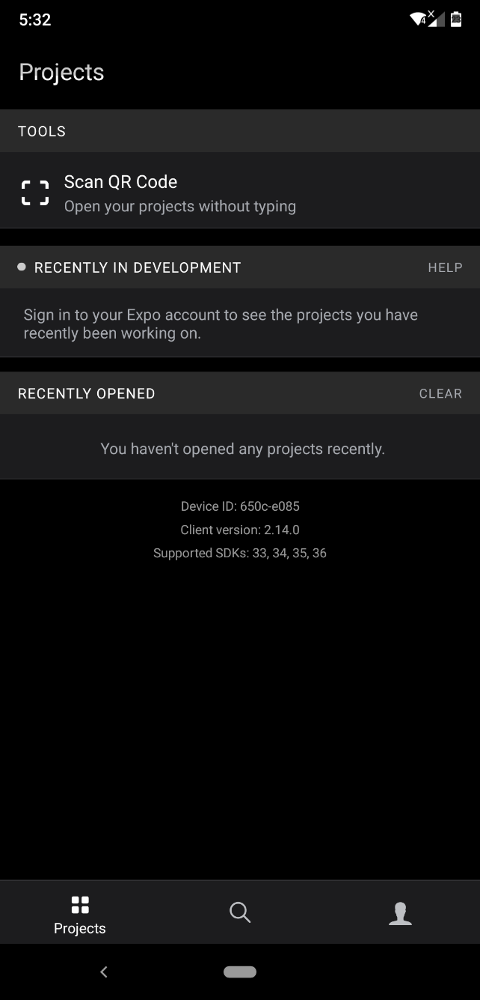 5:32
Projects
TOOLS
Scan QR Code
Open your projects without typing
RECENTLY IN DEVELOPMENT HELP
Sign in to your Expo account to see the projects you have
recently been working on.
RECENTLY OPENED CLEAR
You haven't opened any projects recently.
Device ID: 650c-e085
Client version: 2.14.0
Supported SDKs: 33, 34, 35, 36
Projects